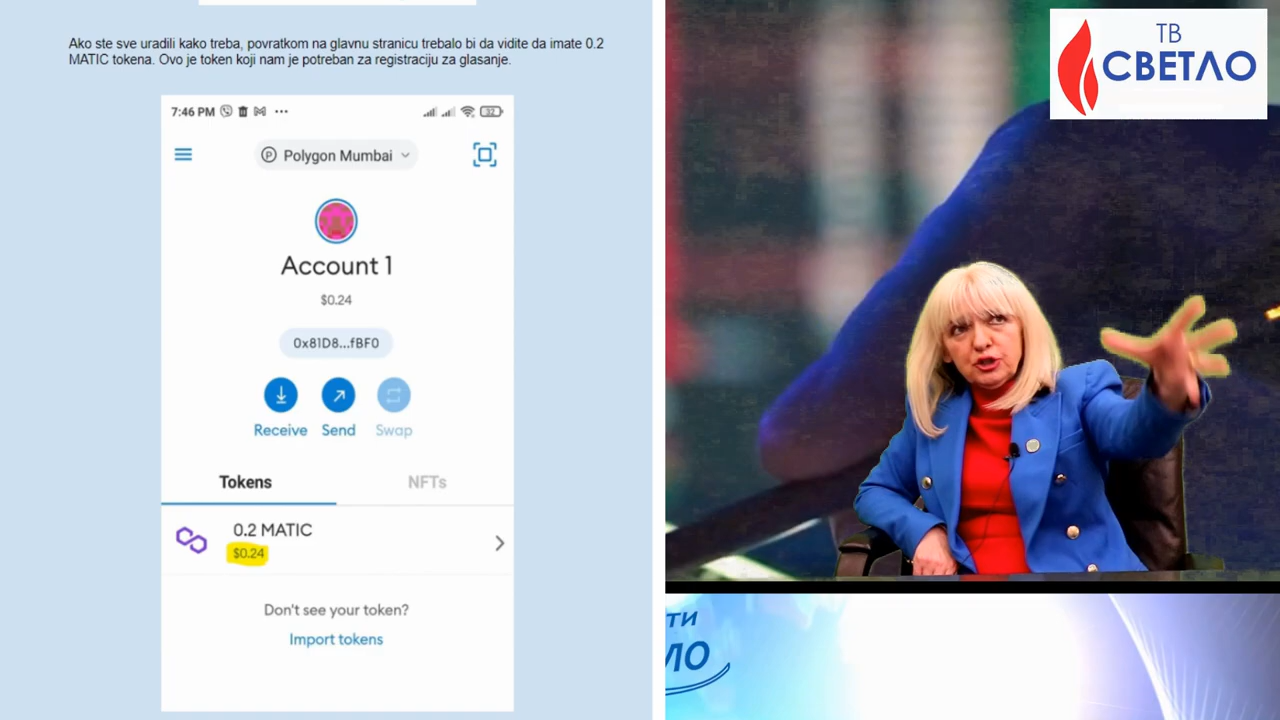 Ako ste sve uradili kako treba, povratkom na glavnu stranicu trebalo bi da vidite da imate 0.2
MATIC tokena. Ovo je token koji nam je potreban za registraciju za glasanje.
7:46 PM
32
Polygon Mumbai
Account 1
$0.24
0x81D8...fBF0
Receive Send Swap
Tokens NFTs
0.2 MATIC
$0.24
Don't see your token?
Import tokens
ТВ
СВЕТЛО
ТИ
ЛО